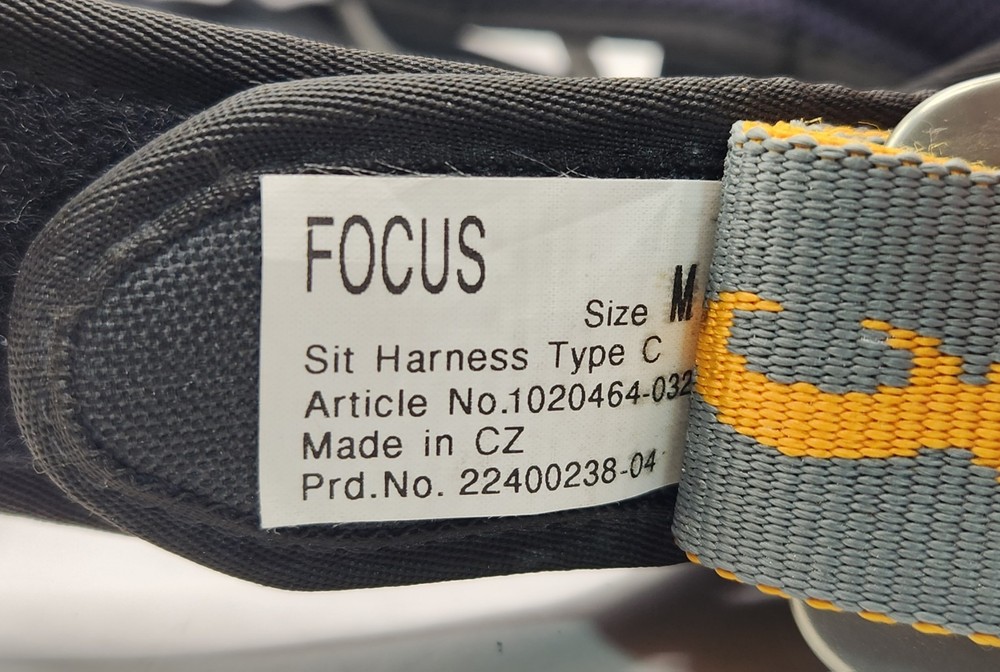 FOCUS
Size M
Sit Harness Type C
Article No.1020464-032
Made in CZ
Prd.No. 22400238-04